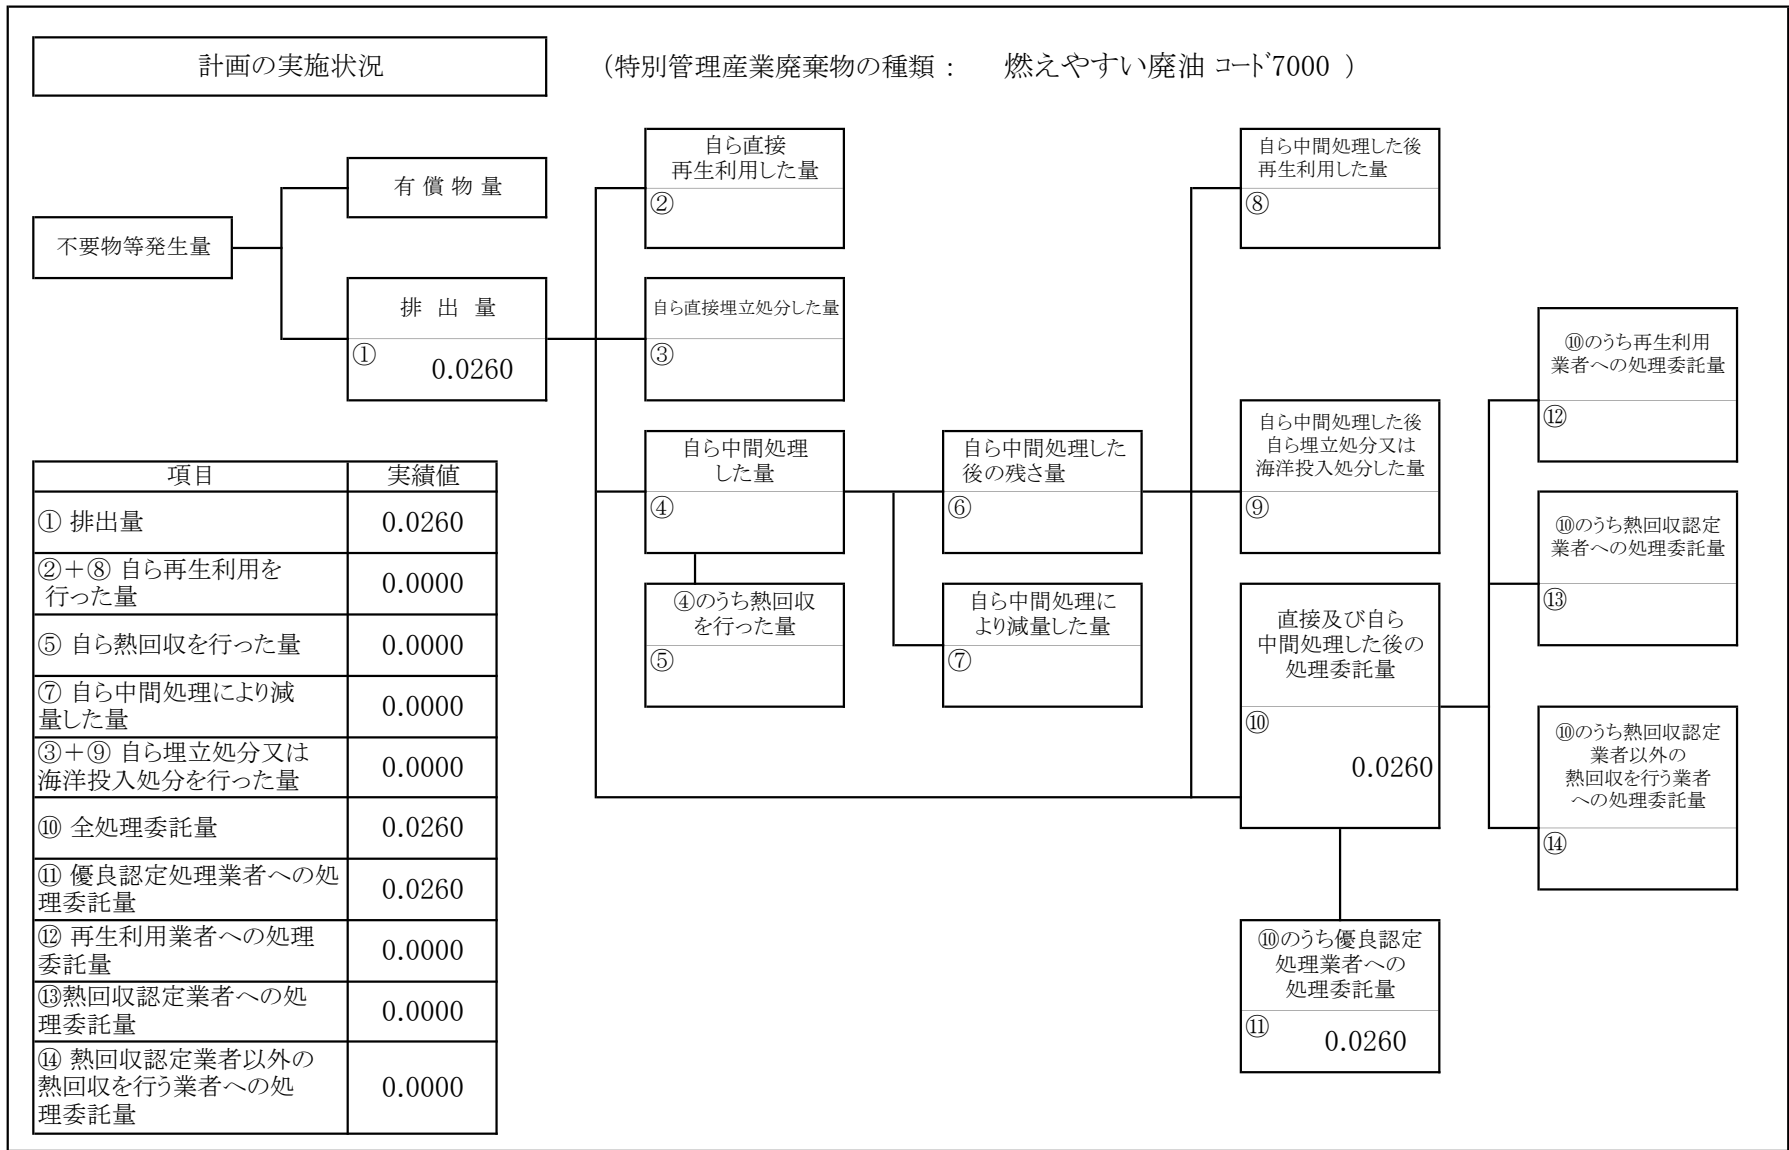 計画の実施状況
（特別管理産業廃棄物の種類： 燃えやすい廃油 コード7000 ）
不要物等発生量
有 償 物 量
排 出 量
①
0.0260
自ら直接
再生利用した量
②
自ら直接埋立処分した量
③
自ら中間処理
した量
④
④のうち熱回収
を行った量
⑤
自ら中間処理した
後の残さ量
⑥
自ら中間処理に
より減量した量
⑦
自ら中間処理した後
再生利用した量
⑧
自ら中間処理した後
自ら埋立処分又は
海洋投入処分した量
⑨
直接及び自ら
中間処理した後の
処理委託量
⑩
0.0260
⑩のうち優良認定
処理業者への
処理委託量
⑪
0.0260
⑩のうち再生利用
業者への処理委託量
⑫
⑩のうち熱回収認定
業者への処理委託量
⑬
⑩のうち熱回収認定
業者以外の
熱回収を行う業者
への処理委託量
⑭
項目 実績値
① 排出量 0.0260
②＋⑧ 自ら再生利用を
行った量 0.0000
⑤ 自ら熱回収を行った量 0.0000
⑦ 自ら中間処理により減
量した量 0.0000
③＋⑨ 自ら埋立処分又は
海洋投入処分を行った量 0.0000
⑩ 全処理委託量 0.0260
⑪ 優良認定処理業者への処
理委託量 0.0260
⑫ 再生利用業者への処理
委託量 0.0000
⑬熱回収認定業者への処
理委託量 0.0000
⑭ 熱回収認定業者以外の
熱回収を行う業者への処
理委託量 0.0000